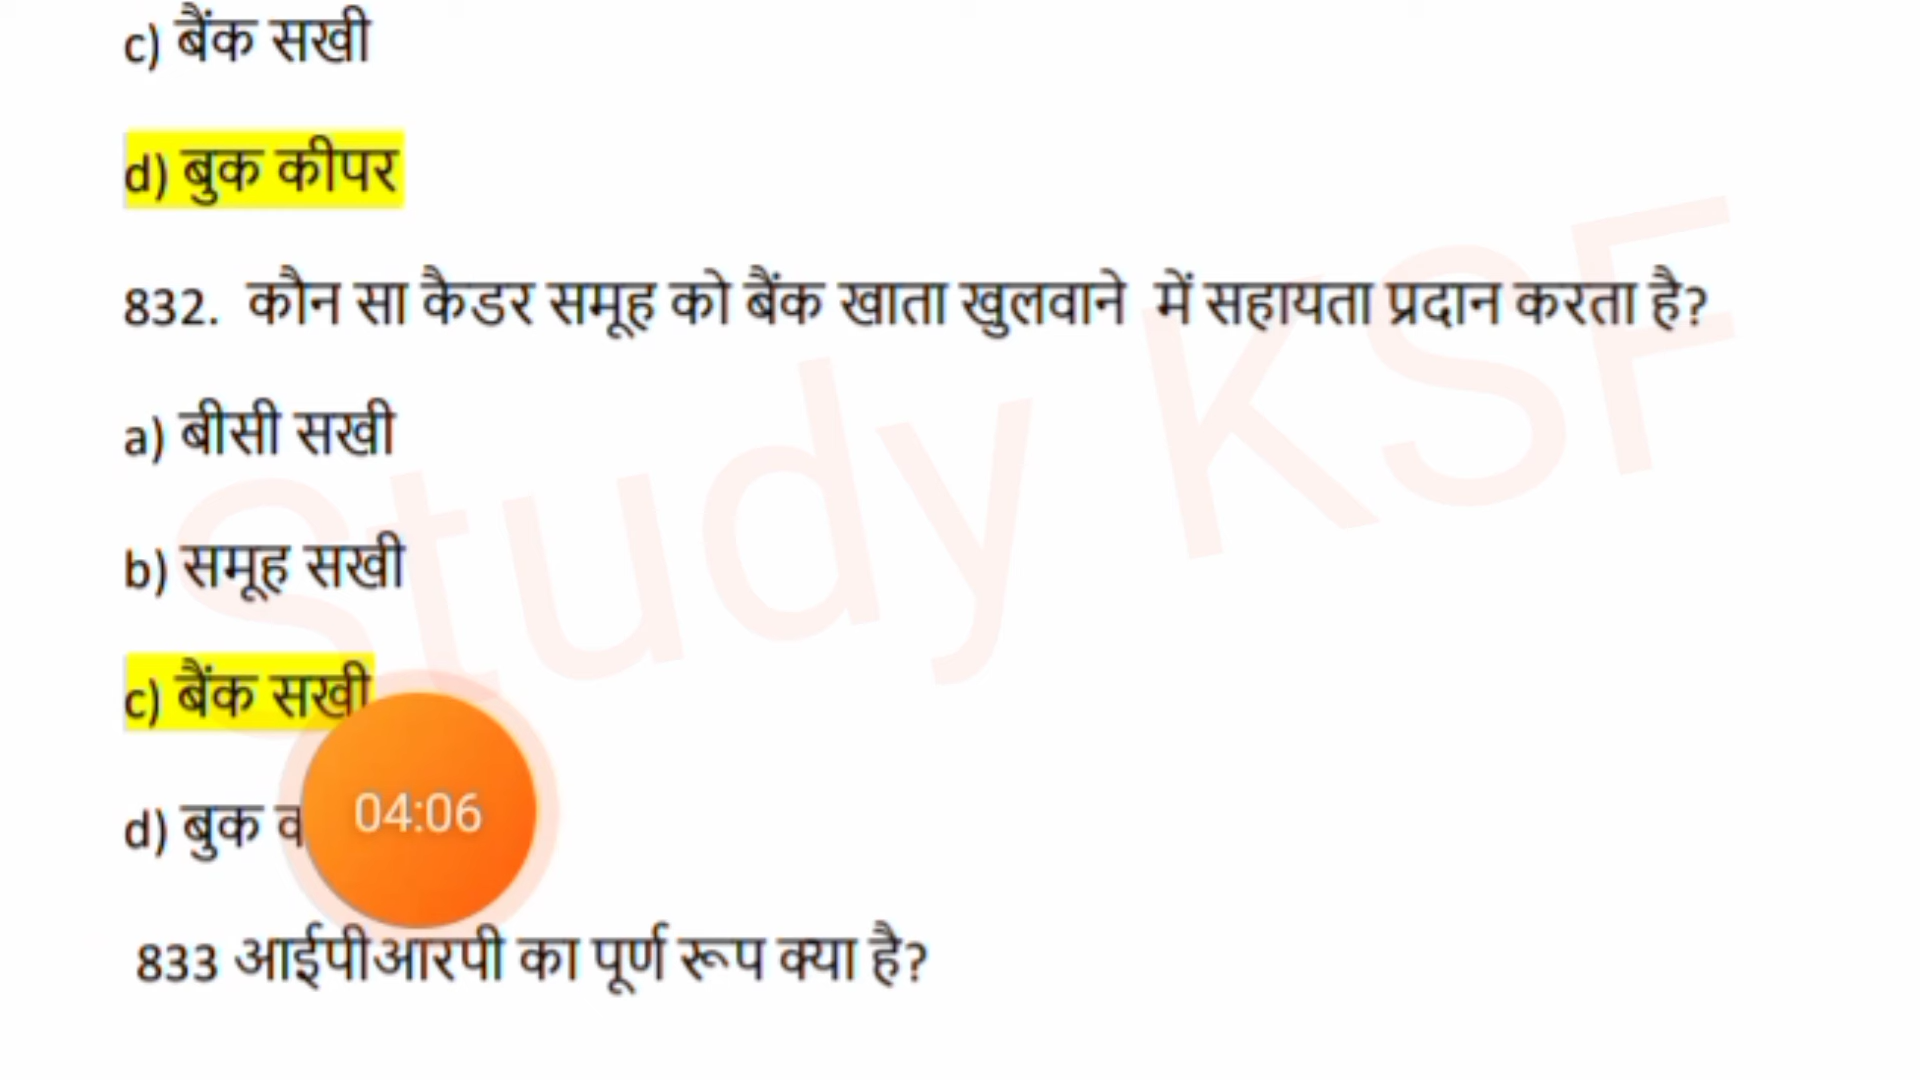 c) बैंक सखी
d) बुक कीपर
832. कौन सा कैडर समूह को बैंक खाता खुलवाने में सहायता प्रदान करता है?
a) बीसी सखी
b) समूह सखी
c) बैंक सखी
d) बुक
04:06
833 आईपीआरपी का पूर्ण रूप क्या है?
Study KSF